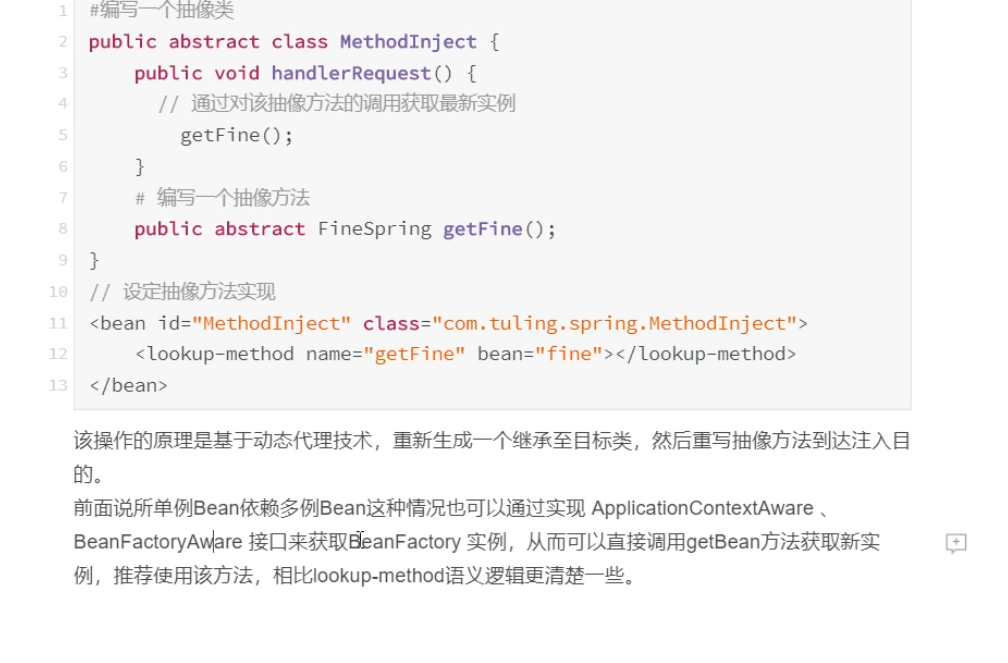 1 #编写一个抽像类
2 public abstract class MethodInject {
3 public void handlerRequest() {
4 // 通过对该抽像方法的调用获取最新实例
5 getFine();
6 }
7 # 编写一个抽像方法
8 public abstract FineSpring getFine();
9 }
10 // 设定抽像方法实现
11 <bean id="MethodInject" class="com.tuling.spring.MethodInject">
12 <lookup-method name="getFine" bean="fine"></lookup-method>
13 </bean>
该操作的原理是基于动态代理技术，重新生成一个继承至目标类，然后重写抽像方法到达注入目
的。
前面说所单例Bean依赖多例Bean这种情况也可以通过实现 ApplicationContextAware 、
BeanFactoryAware 接口来获取BeanFactory 实例，从而可以直接调用getBean方法获取新实
例，推荐使用该方法，相比lookup-method语义逻辑更清楚一些。